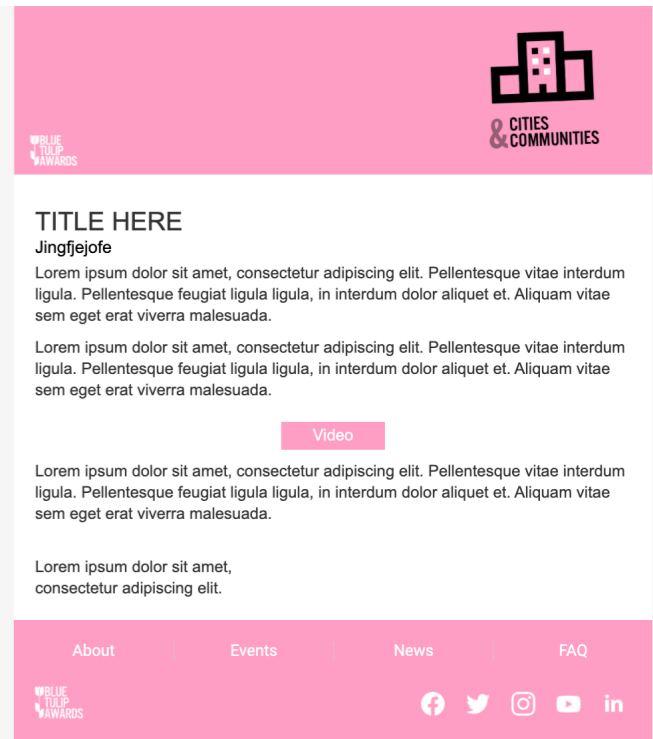 & CITIES
COMMUNITIES
BLUE
TULIP
AWARDS
TITLE HERE
Jingfjejofe
Lorem ipsum dolor sit amet, consectetur adipiscing elit. Pellentesque vitae interdum
ligula. Pellentesque feugiat ligula ligula, in interdum dolor aliquet et. Aliquam vitae
sem eget erat viverra malesuada.
Lorem ipsum dolor sit amet, consectetur adipiscing elit. Pellentesque vitae interdum
ligula. Pellentesque feugiat ligula ligula, in interdum dolor aliquet et. Aliquam vitae
sem eget erat viverra malesuada.
Video
Lorem ipsum dolor sit amet, consectetur adipiscing elit. Pellentesque vitae interdum
ligula. Pellentesque feugiat ligula ligula, in interdum dolor aliquet et. Aliquam vitae
sem eget erat viverra malesuada.
Lorem ipsum dolor sit amet,
consectetur adipiscing elit.
About Events News FAQ
BLUE
TULIP
AWARDS
in